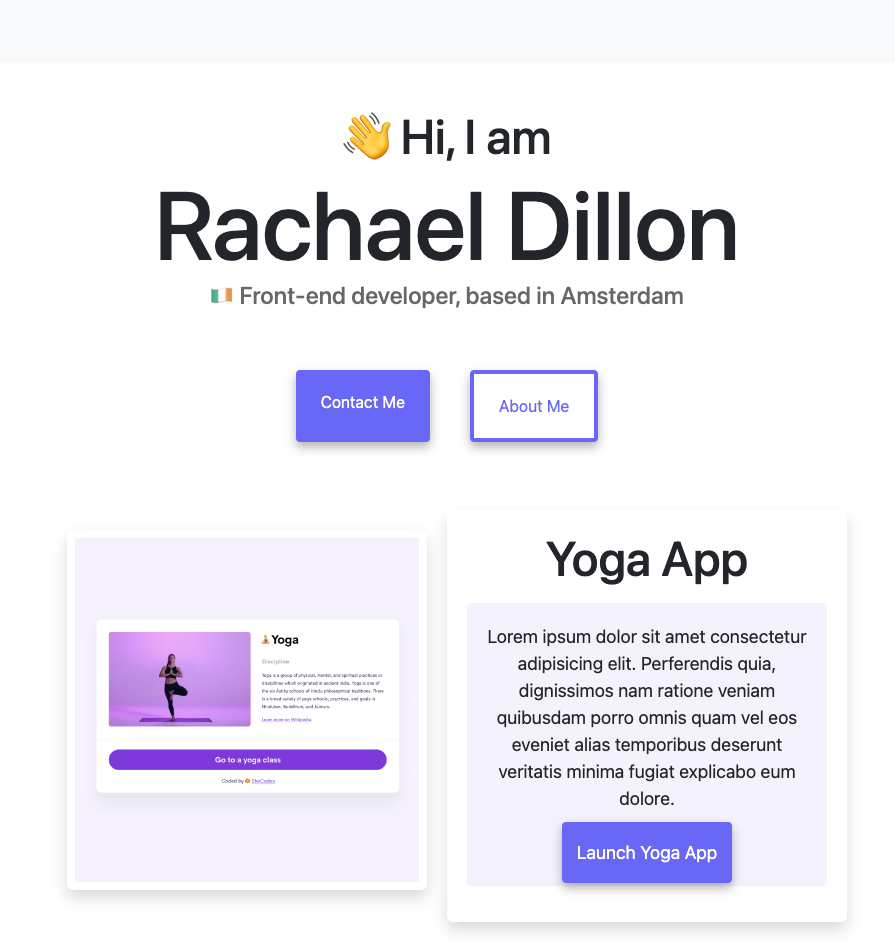 👋 Hi, I am
Rachael Dillon
🇮🇪 Front-end developer, based in Amsterdam
Contact Me
About Me
🧘Yoga
Discipline
Yoga is a group of physical, mental, and spiritual practices or
disciplines which originated in ancient India. Yoga is one of
the six Āstika schools of Hindu philosophical traditions. There
is a broad variety of yoga schools, practices, and goals in
Hinduism, Buddhism, and Jainism.
Learn more on Wikipedia
Go to a yoga class
Coded by SheCodes
Yoga App
Lorem ipsum dolor sit amet consectetur
adipisicing elit. Perferendis quia,
dignissimos nam ratione veniam
quibusdam porro omnis quam vel eos
eveniet alias temporibus deserunt
veritatis minima fugiat explicabo eum
dolore.
Launch Yoga App